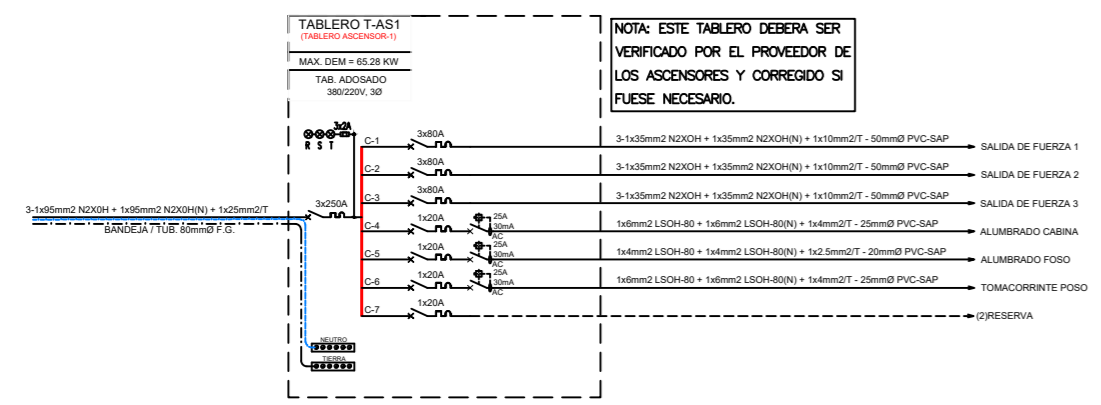 TABLERO T-AS1
(TABLERO ASCENSOR-1)
MAX. DEM = 65.28 KW
TAB. ADOSADO
380/220V, 3Ø
NOTA: ESTE TABLERO DEBERA SER
VERIFICADO POR EL PROVEEDOR DE
LOS ASCENSORES Y CORREGIDO SI
FUESE NECESARIO.
3x2A
R S T
3-1x95mm2 N2X0H + 1x95mm2 N2X0H(N) + 1x25mm2/T
BANDEJA / TUB. 80mmØ F.G.
3x250A
C-1
3x80A
3-1x35mm2 N2XOH + 1x35mm2 N2XOH(N) + 1x10mm2/T - 50mmØ PVC-SAP
SALIDA DE FUERZA 1
C-2
3x80A
3-1x35mm2 N2XOH + 1x35mm2 N2XOH(N) + 1x10mm2/T - 50mmØ PVC-SAP
SALIDA DE FUERZA 2
C-3
3x80A
3-1x35mm2 N2XOH + 1x35mm2 N2XOH(N) + 1x10mm2/T - 50mmØ PVC-SAP
SALIDA DE FUERZA 3
C-4
1x20A
25A
30mA
AC
1x6mm2 LSOH-80 + 1x6mm2 LSOH-80(N) + 1x4mm2/T - 25mmØ PVC-SAP
ALUMBRADO CABINA
C-5
1x20A
25A
30mA
AC
1x4mm2 LSOH-80 + 1x4mm2 LSOH-80(N) + 1x2.5mm2/T - 20mmØ PVC-SAP
ALUMBRADO FOSO
C-6
1x20A
25A
30mA
AC
1x6mm2 LSOH-80 + 1x6mm2 LSOH-80(N) + 1x4mm2/T - 25mmØ PVC-SAP
TOMACORRINTE POSO
C-7
1x20A
(2)RESERVA
NEUTRO
TIERRA